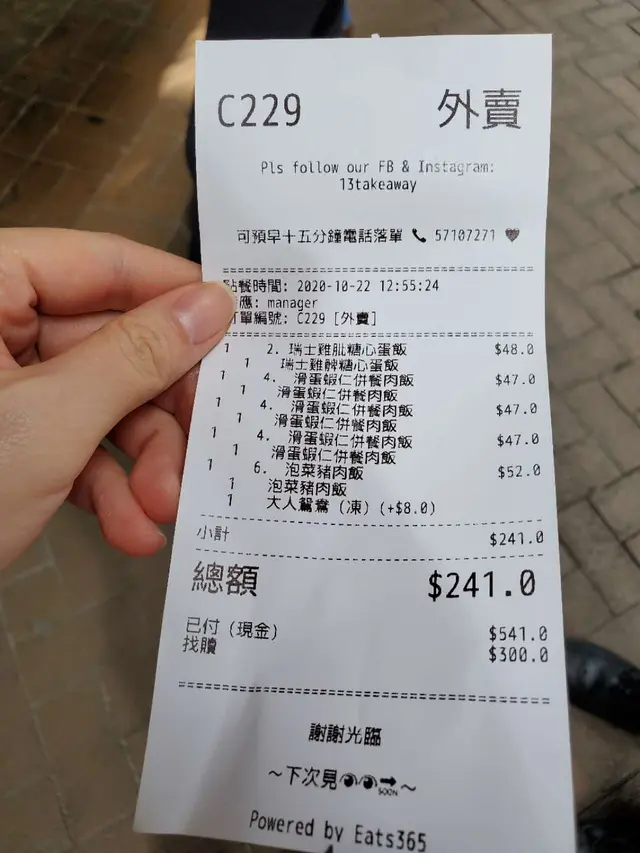 C229 外賣
Pls follow our FB & Instagram:
13takeaway
可預早十五分鐘電話落單 📞 57107271 ♥
點餐時間: 2020-10-22 12:55:24
應: manager
訂單編號: C229 [外賣]
1 2. 瑞士雞肶糖心蛋飯 $48.0
1 瑞士雞髀糖心蛋飯
1 4. 滑蛋蝦仁併餐肉飯 $47.0
1 滑蛋蝦仁併餐肉飯
1 4. 滑蛋蝦仁併餐肉飯 $47.0
1 滑蛋蝦仁併餐肉飯
1 4. 滑蛋蝦仁併餐肉飯 $47.0
1 滑蛋蝦仁併餐肉飯
1 6. 泡菜豬肉飯 $52.0
1 泡菜豬肉飯
1 大人鴛鴦 (凍) (+$8.0)
小計 $241.0
總額 $241.0
已付 (現金) $541.0
找贖 $300.0
謝謝光臨
～下次見👀🔜～
Powered by Eats365